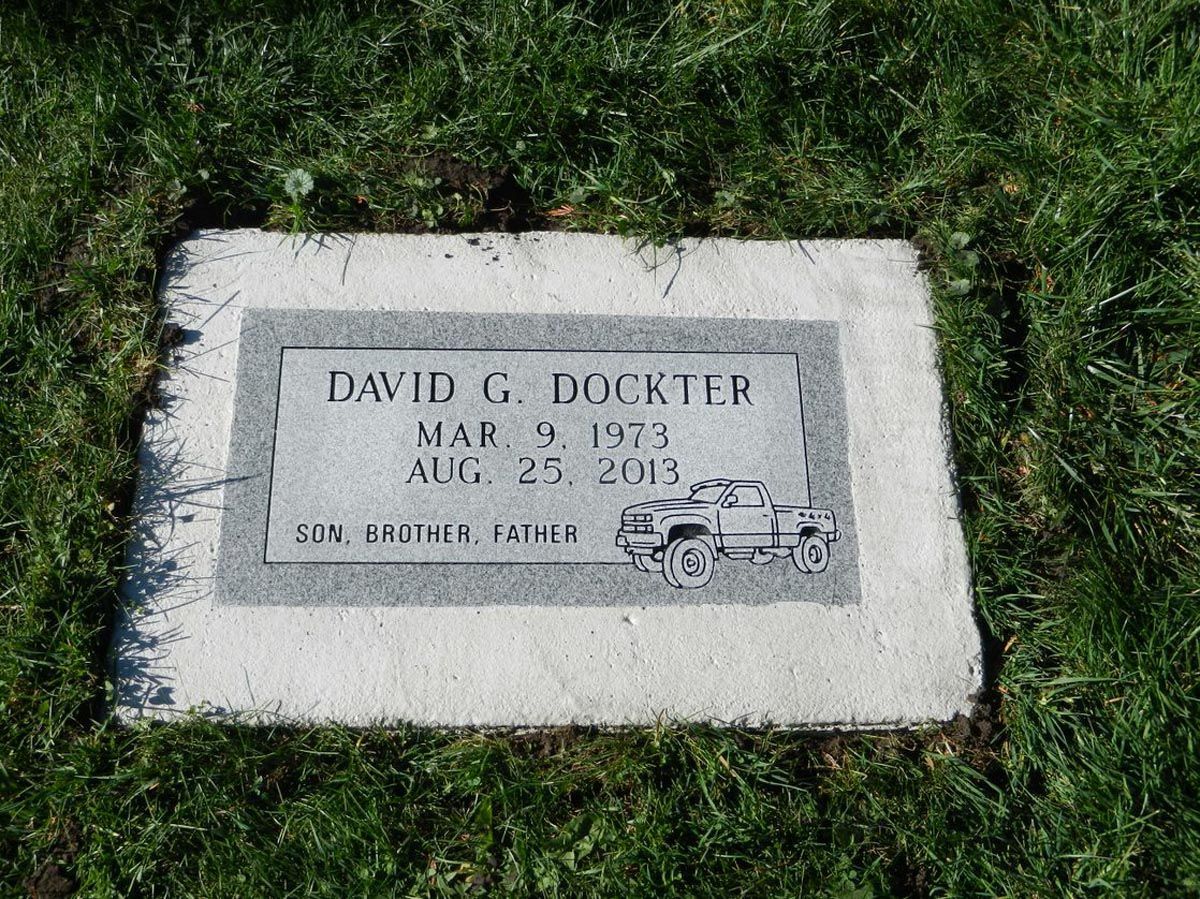 DAVID G. DOCKTER
MAR. 9, 1973
AUG. 25, 2013
SON, BROTHER, FATHER
4x4